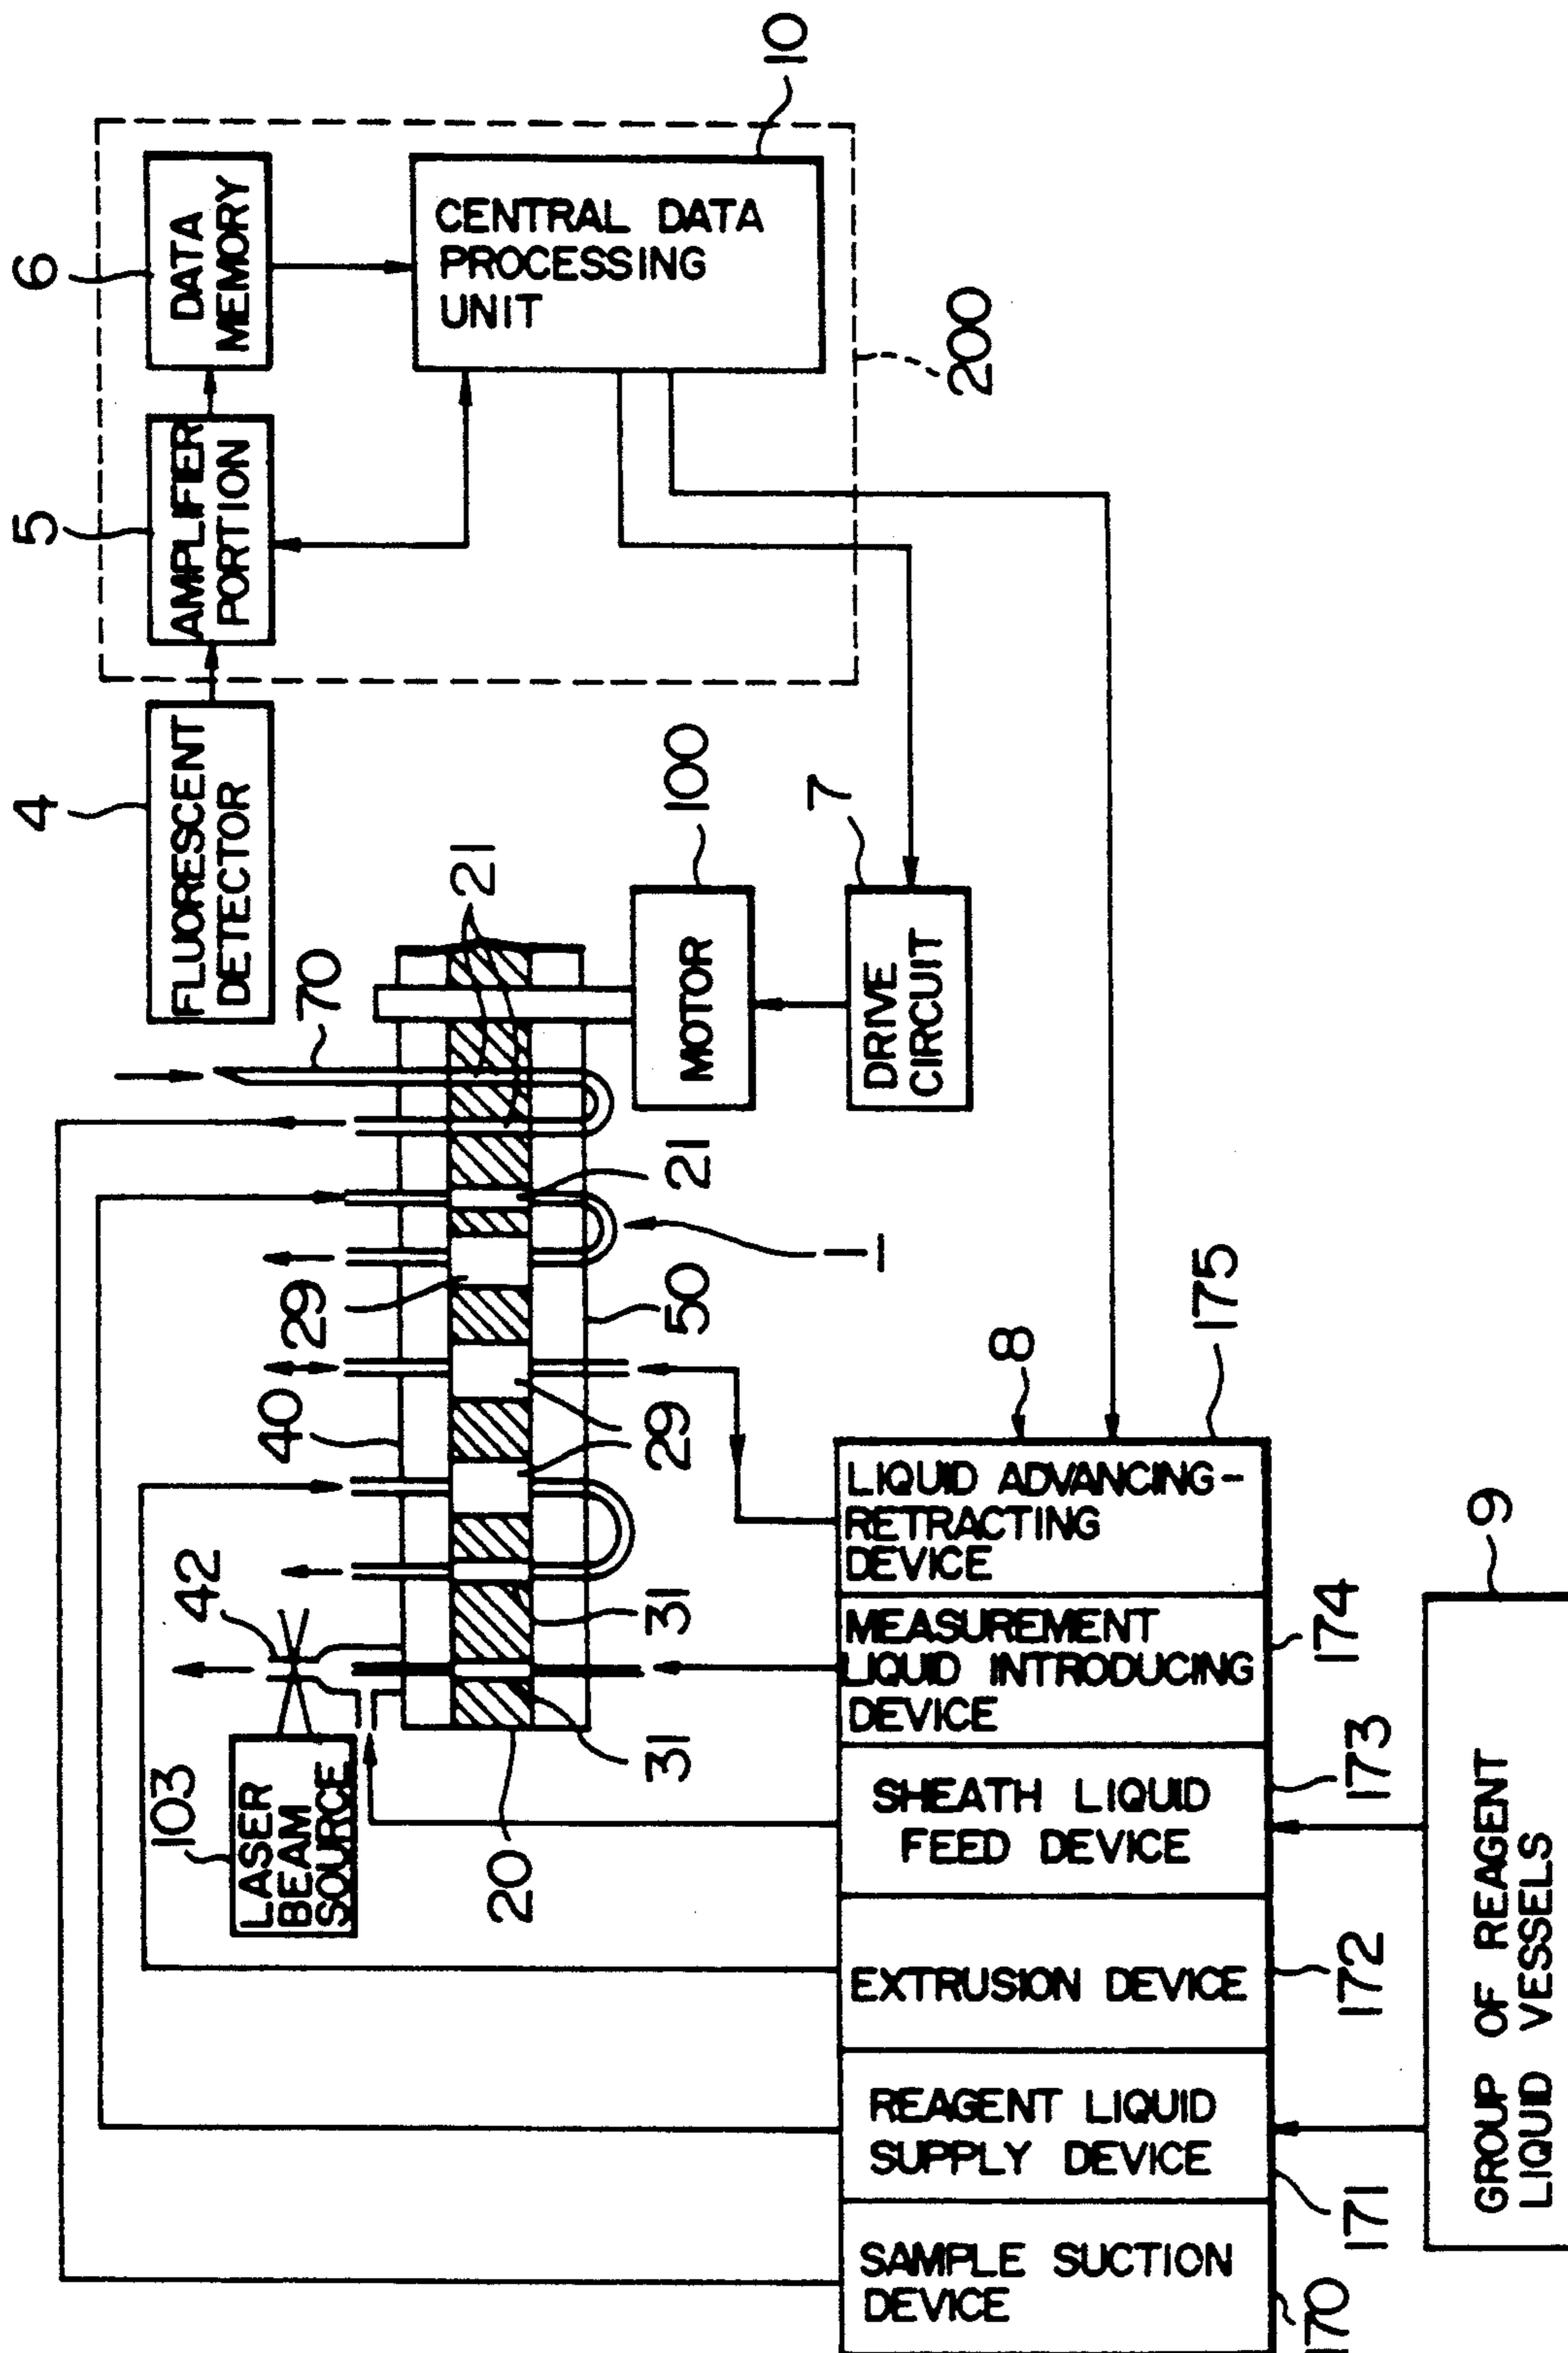 10
6
DATA
MEMORY
CENTRAL DATA
PROCESSING
UNIT
200
5
AMPLIFIER
PORTION
4
FLUORESCENT
DETECTOR
100
7
21
70
MOTOR
DRIVE
CIRCUIT
21
1
29
50
175
8
40
29
LIQUID ADVANCING-
RETRACTING
DEVICE
9
42
31
174
MEASUREMENT
LIQUID INTRODUCING
DEVICE
103
LASER
BEAM
SOURCE
31
20
173
SHEATH LIQUID
FEED DEVICE
172
EXTRUSION DEVICE
171
REAGENT LIQUID
SUPPLY DEVICE
170
SAMPLE SUCTION
DEVICE
GROUP OF REAGENT
LIQUID VESSELS